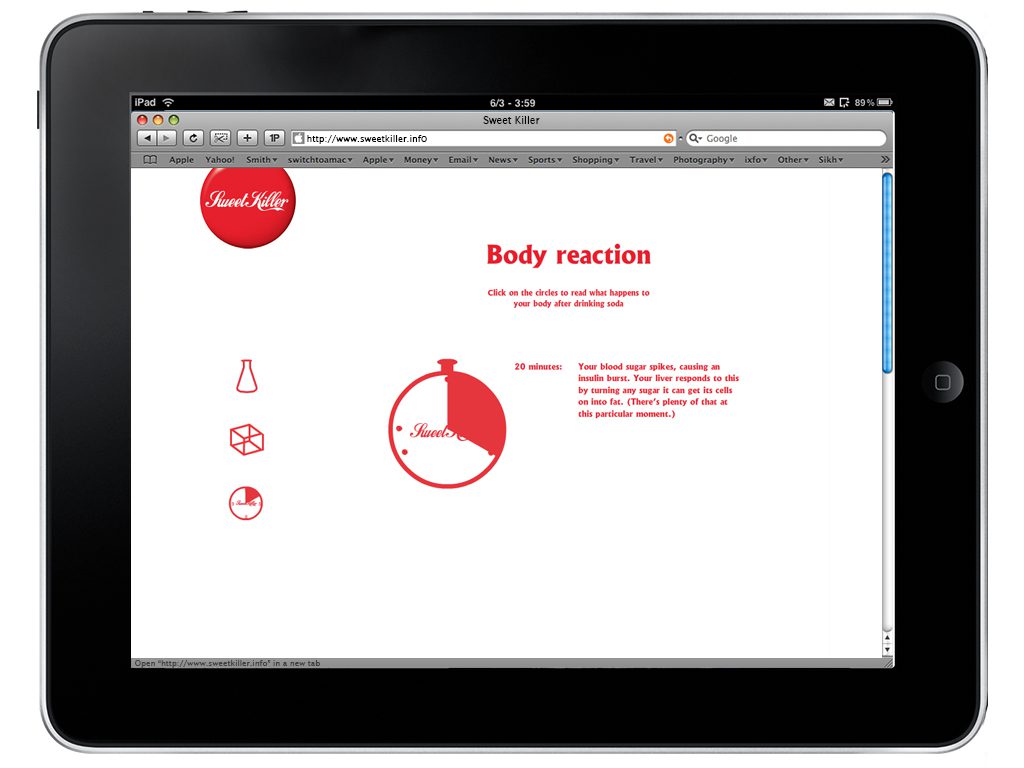 iPad 6/3 - 3:59 89%
Sweet Killer
1P http://www.sweetkiller.info Google
Apple Yahoo! Smith switchtoamac Apple Money Email News Sports Shopping Travel Photography ixfo Other Sikh
Sweet Killer
Body reaction
Click on the circles to read what happens to
your body after drinking soda
20 minutes: Your blood sugar spikes, causing an
insulin burst. Your liver responds to this
by turning any sugar it can get its cells
on into fat. (There's plenty of that at
this particular moment.)
Open "http://www.sweetkiller.info" in a new tab